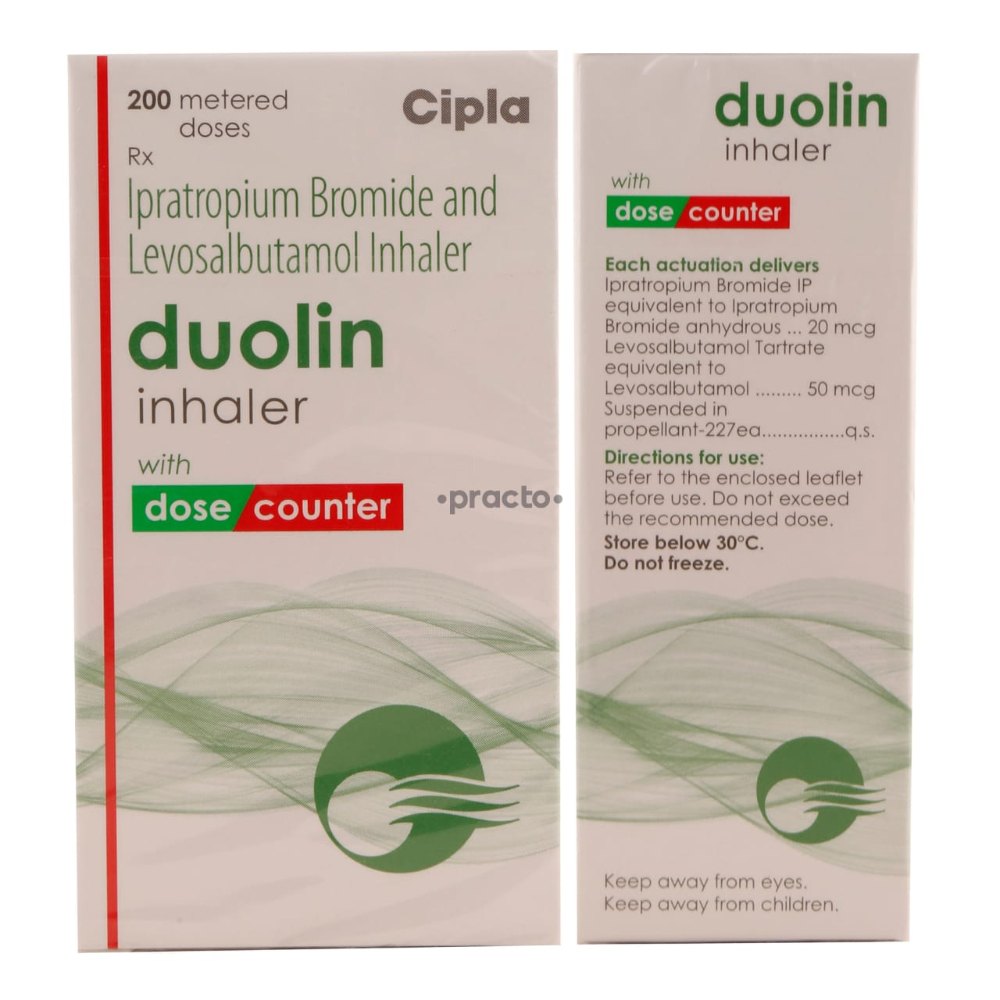 200 metered
doses
Cipla
Rx
Ipratropium Bromide and
Levosalbutamol Inhaler
duolin
inhaler
with
dose counter
•practo•
duolin
inhaler
with
dose counter
Each actuation delivers
Ipratropium Bromide IP
equivalent to Ipratropium
Bromide anhydrous ... 20 mcg
Levosalbutamol Tartrate
equivalent to
Levosalbutamol ......... 50 mcg
Suspended in
propellant-227ea................q.s.
Directions for use:
Refer to the enclosed leaflet
before use. Do not exceed
the recommended dose.
Store below 30°C.
Do not freeze.
Keep away from eyes.
Keep away from children.